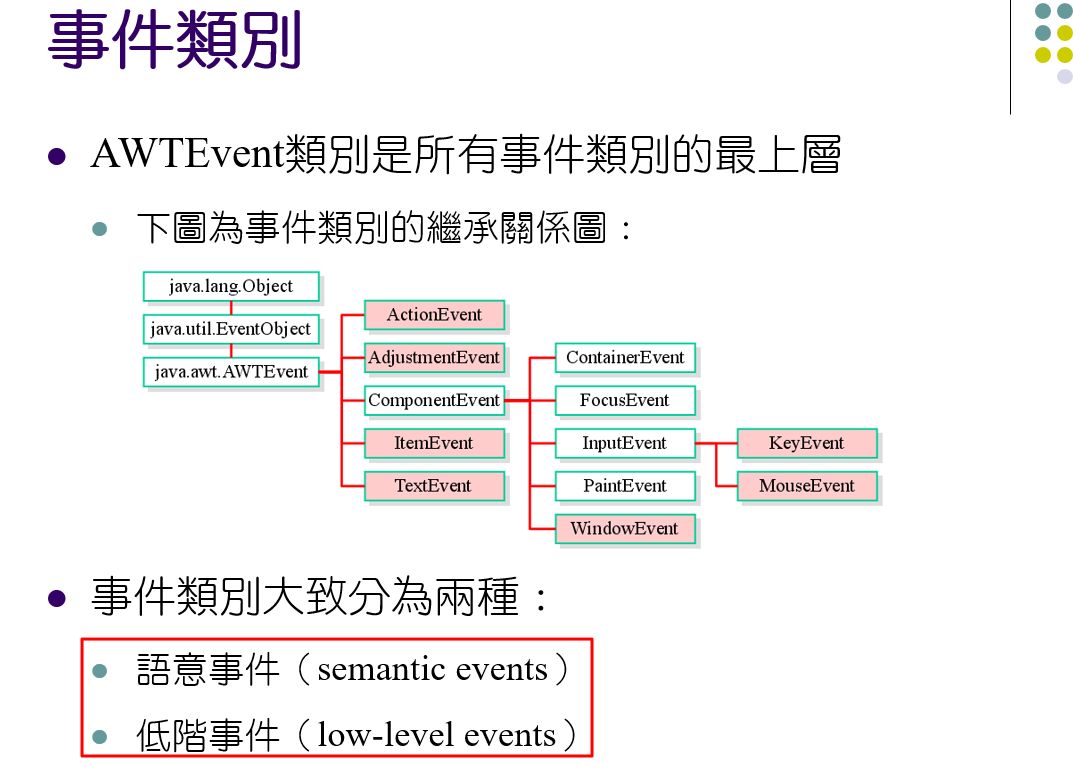 事件類別
AWTEvent類別是所有事件類別的最上層
下圖為事件類別的繼承關係圖：
java.lang.Object
java.util.EventObject
java.awt.AWTEvent
ActionEvent
AdjustmentEvent
ComponentEvent
ItemEvent
TextEvent
ContainerEvent
FocusEvent
InputEvent
PaintEvent
WindowEvent
KeyEvent
MouseEvent
事件類別大致分為兩種：
語意事件（semantic events）
低階事件（low-level events）